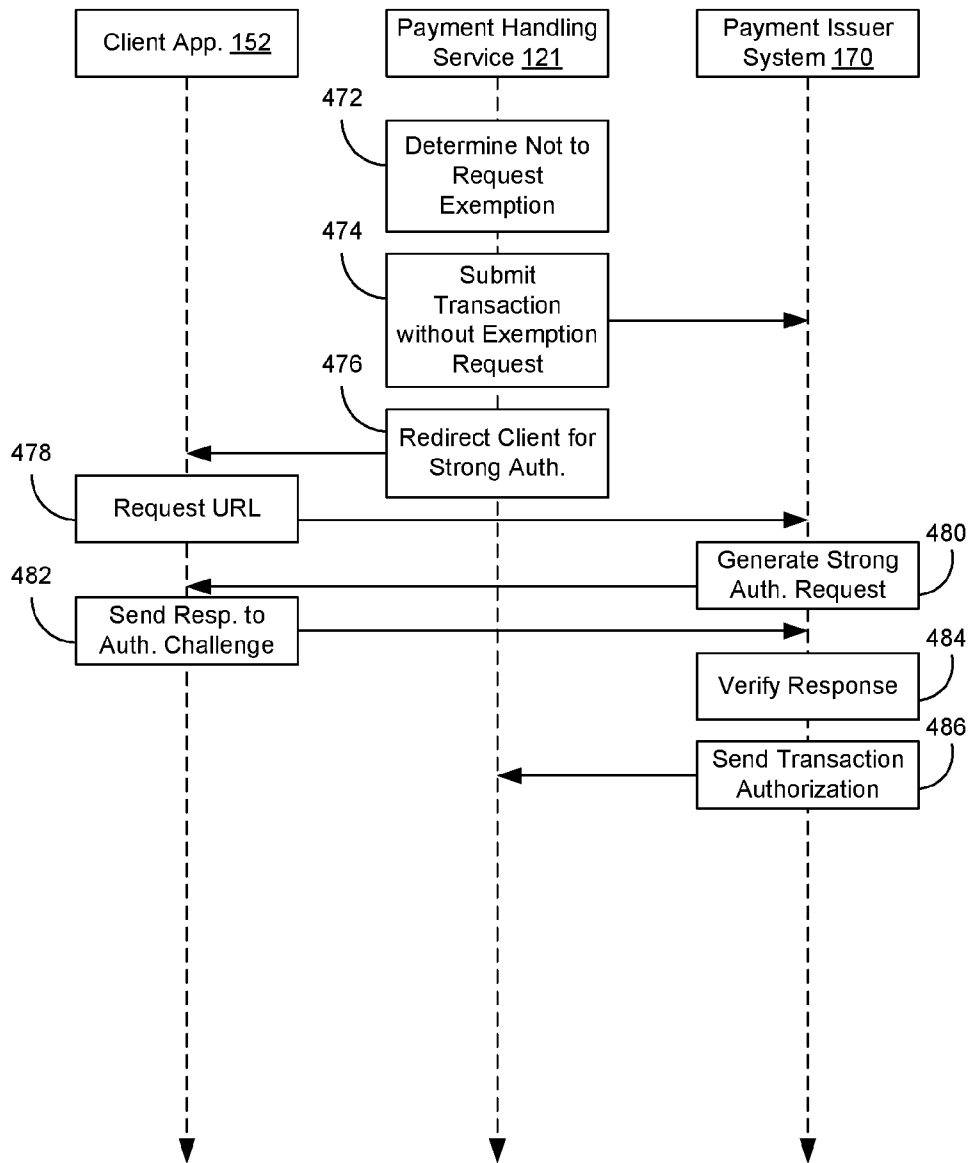 Client App. 152
Payment Handling
Service 121
Payment Issuer
System 170
472
Determine Not to
Request
Exemption
474
Submit
Transaction
without Exemption
Request
476
Redirect Client for
Strong Auth.
478
Request URL
480
Generate Strong
Auth. Request
482
Send Resp. to
Auth. Challenge
484
Verify Response
486
Send Transaction
Authorization